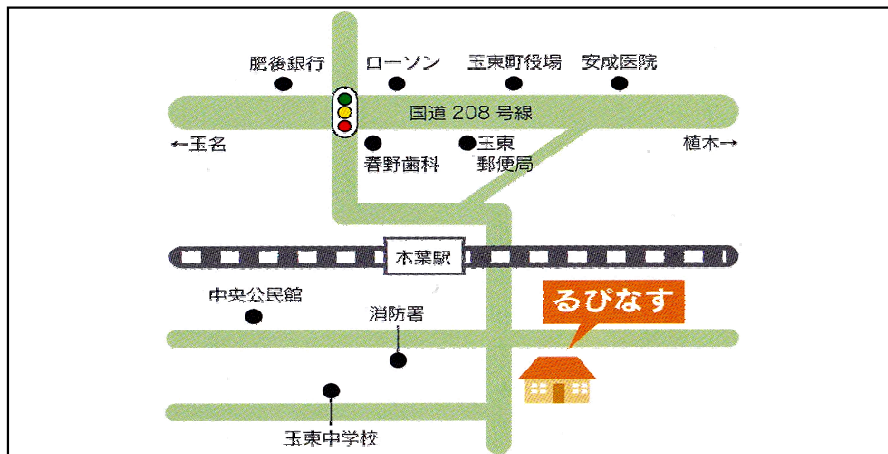 肥後銀行
ローソン
玉東町役場
安成医院
国道208号線
←玉名
春野歯科
玉東
郵便局
植木→
木葉駅
るぴなす
中央公民館
消防署
玉東中学校